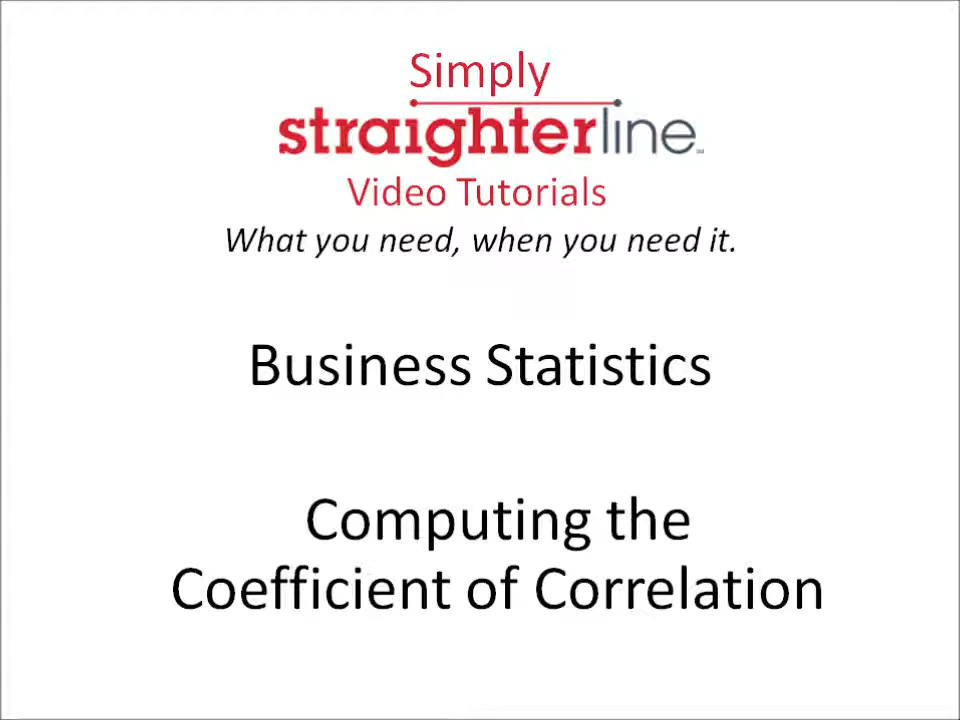 Simply
straighterline
Video Tutorials
What you need, when you need it.
Business Statistics
Computing the
Coefficient of Correlation